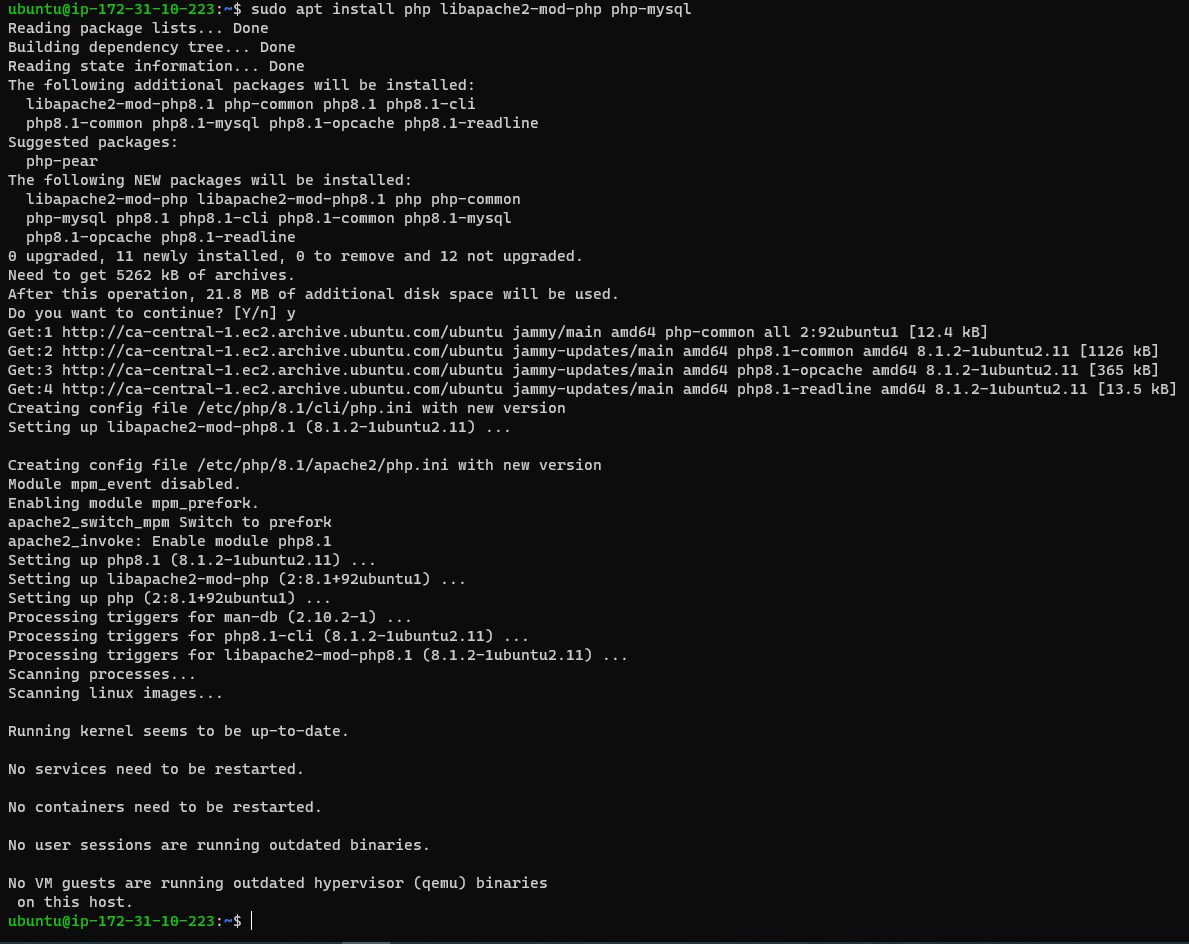 ubuntu@ip-172-31-10-223:~$ sudo apt install php libapache2-mod-php php-mysql
Reading package lists... Done
Building dependency tree... Done
Reading state information... Done
The following additional packages will be installed:
  libapache2-mod-php8.1 php-common php8.1 php8.1-cli
  php8.1-common php8.1-mysql php8.1-opcache php8.1-readline
Suggested packages:
  php-pear
The following NEW packages will be installed:
  libapache2-mod-php libapache2-mod-php8.1 php php-common
  php-mysql php8.1 php8.1-cli php8.1-common php8.1-mysql
  php8.1-opcache php8.1-readline
0 upgraded, 11 newly installed, 0 to remove and 12 not upgraded.
Need to get 5262 kB of archives.
After this operation, 21.8 MB of additional disk space will be used.
Do you want to continue? [Y/n] y
Get:1 http://ca-central-1.ec2.archive.ubuntu.com/ubuntu jammy/main amd64 php-common all 2:92ubuntu1 [12.4 kB]
Get:2 http://ca-central-1.ec2.archive.ubuntu.com/ubuntu jammy-updates/main amd64 php8.1-common amd64 8.1.2-1ubuntu2.11 [1126 kB]
Get:3 http://ca-central-1.ec2.archive.ubuntu.com/ubuntu jammy-updates/main amd64 php8.1-opcache amd64 8.1.2-1ubuntu2.11 [365 kB]
Get:4 http://ca-central-1.ec2.archive.ubuntu.com/ubuntu jammy-updates/main amd64 php8.1-readline amd64 8.1.2-1ubuntu2.11 [13.5 kB]
Creating config file /etc/php/8.1/cli/php.ini with new version
Setting up libapache2-mod-php8.1 (8.1.2-1ubuntu2.11) ...

Creating config file /etc/php/8.1/apache2/php.ini with new version
Module mpm_event disabled.
Enabling module mpm_prefork.
apache2_switch_mpm Switch to prefork
apache2_invoke: Enable module php8.1
Setting up php8.1 (8.1.2-1ubuntu2.11) ...
Setting up libapache2-mod-php (2:8.1+92ubuntu1) ...
Setting up php (2:8.1+92ubuntu1) ...
Processing triggers for man-db (2.10.2-1) ...
Processing triggers for php8.1-cli (8.1.2-1ubuntu2.11) ...
Processing triggers for libapache2-mod-php8.1 (8.1.2-1ubuntu2.11) ...
Scanning processes...
Scanning linux images...

Running kernel seems to be up-to-date.

No services need to be restarted.

No containers need to be restarted.

No user sessions are running outdated binaries.

No VM guests are running outdated hypervisor (qemu) binaries
 on this host.
ubuntu@ip-172-31-10-223:~$